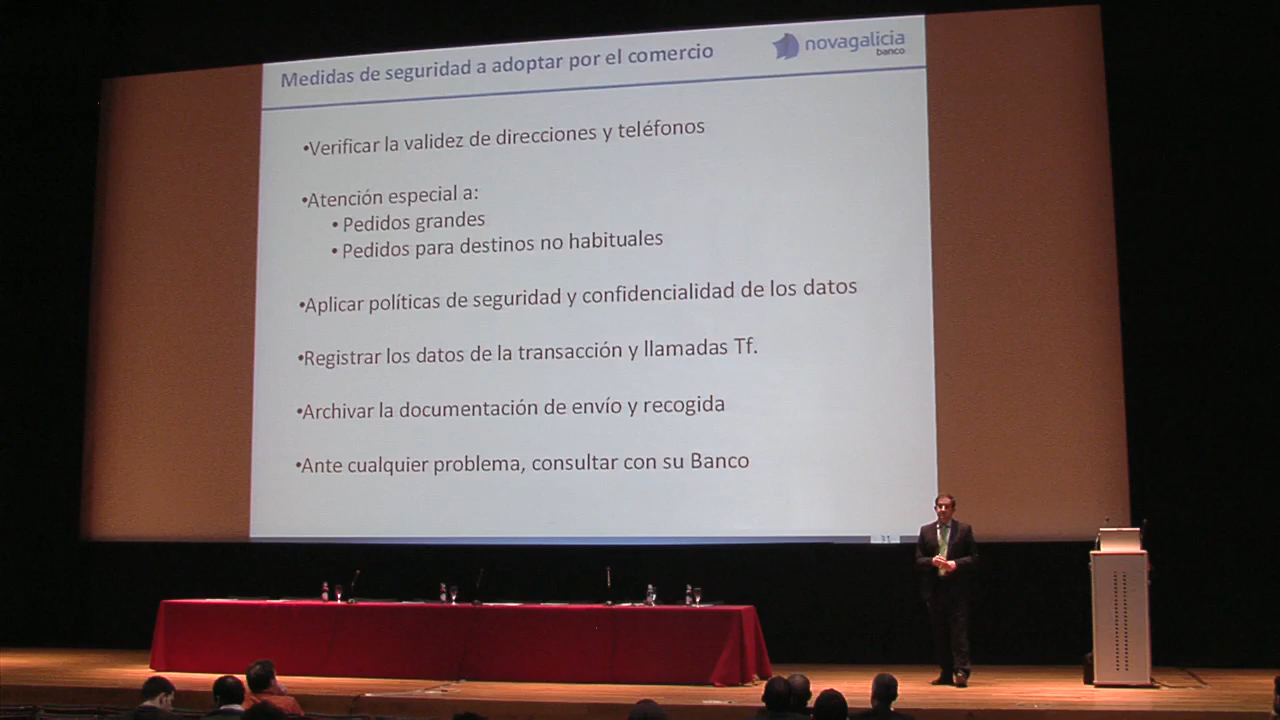 Medidas de seguridad a adoptar por el comercio
novagalicia
banco
•Verificar la validez de direcciones y teléfonos
•Atención especial a:
• Pedidos grandes
• Pedidos para destinos no habituales
•Aplicar políticas de seguridad y confidencialidad de los datos
•Registrar los datos de la transacción y llamadas Tf.
•Archivar la documentación de envío y recogida
•Ante cualquier problema, consultar con su Banco
31